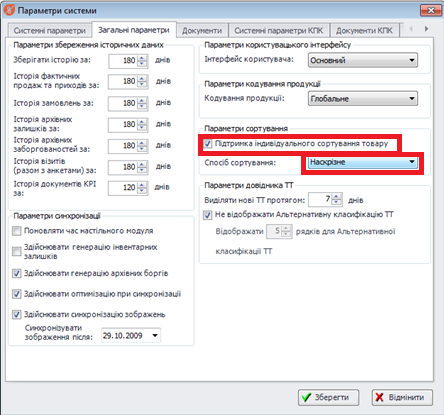 Параметри системи
Системні параметри
Загальні параметри
Документи
Системні параметри КПК
Документи КПК
Параметри збереження історичних даних
Зберігати історію за: 180 днів
Історія фактичних
продаж та приходів за: 180 днів
Історія замовлень за: 180 днів
Історія архівних
залишків за: 180 днів
Історія архівних
заборгованостей за: 180 днів
Історія візитів
(разом з анкетами) за: 180 днів
Історія документів KPI
за: 120 днів
Параметри синхронізації
Поновляти час настільного модуля
Здійснювати генерацію інвентарних
залишків
Здійснювати генерацію архівних боргів
Здійснювати оптимізацію при синхронізації
Здійснювати синхронізацію зображень
Синхронізувати
зображення після: 29.10.2009
Параметри користувацького інтерфейсу
Інтерфейс користувача: Основний
Параметри кодування продукції
Кодування продукції: Глобальне
Параметри сортування
Підтримка індивідуального сортування товару
Спосіб сортування: Наскрізне
Параметри довідника ТТ
Виділяти нові ТТ протягом: 7 днів
Не відображати Альтернативну класифікацію ТТ
Відображати 5 рядків для Альтернативної
класифікації ТТ
Зберегти
Відмінити